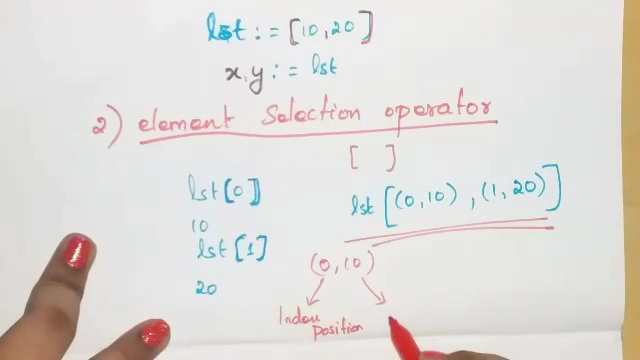 lst := [10, 20]
x, y := lst
2) element Selection operator
[ ]
lst[0]
10
lst[1]
20
lst[(0,10), (1,20)]
(0,10)
Index
position